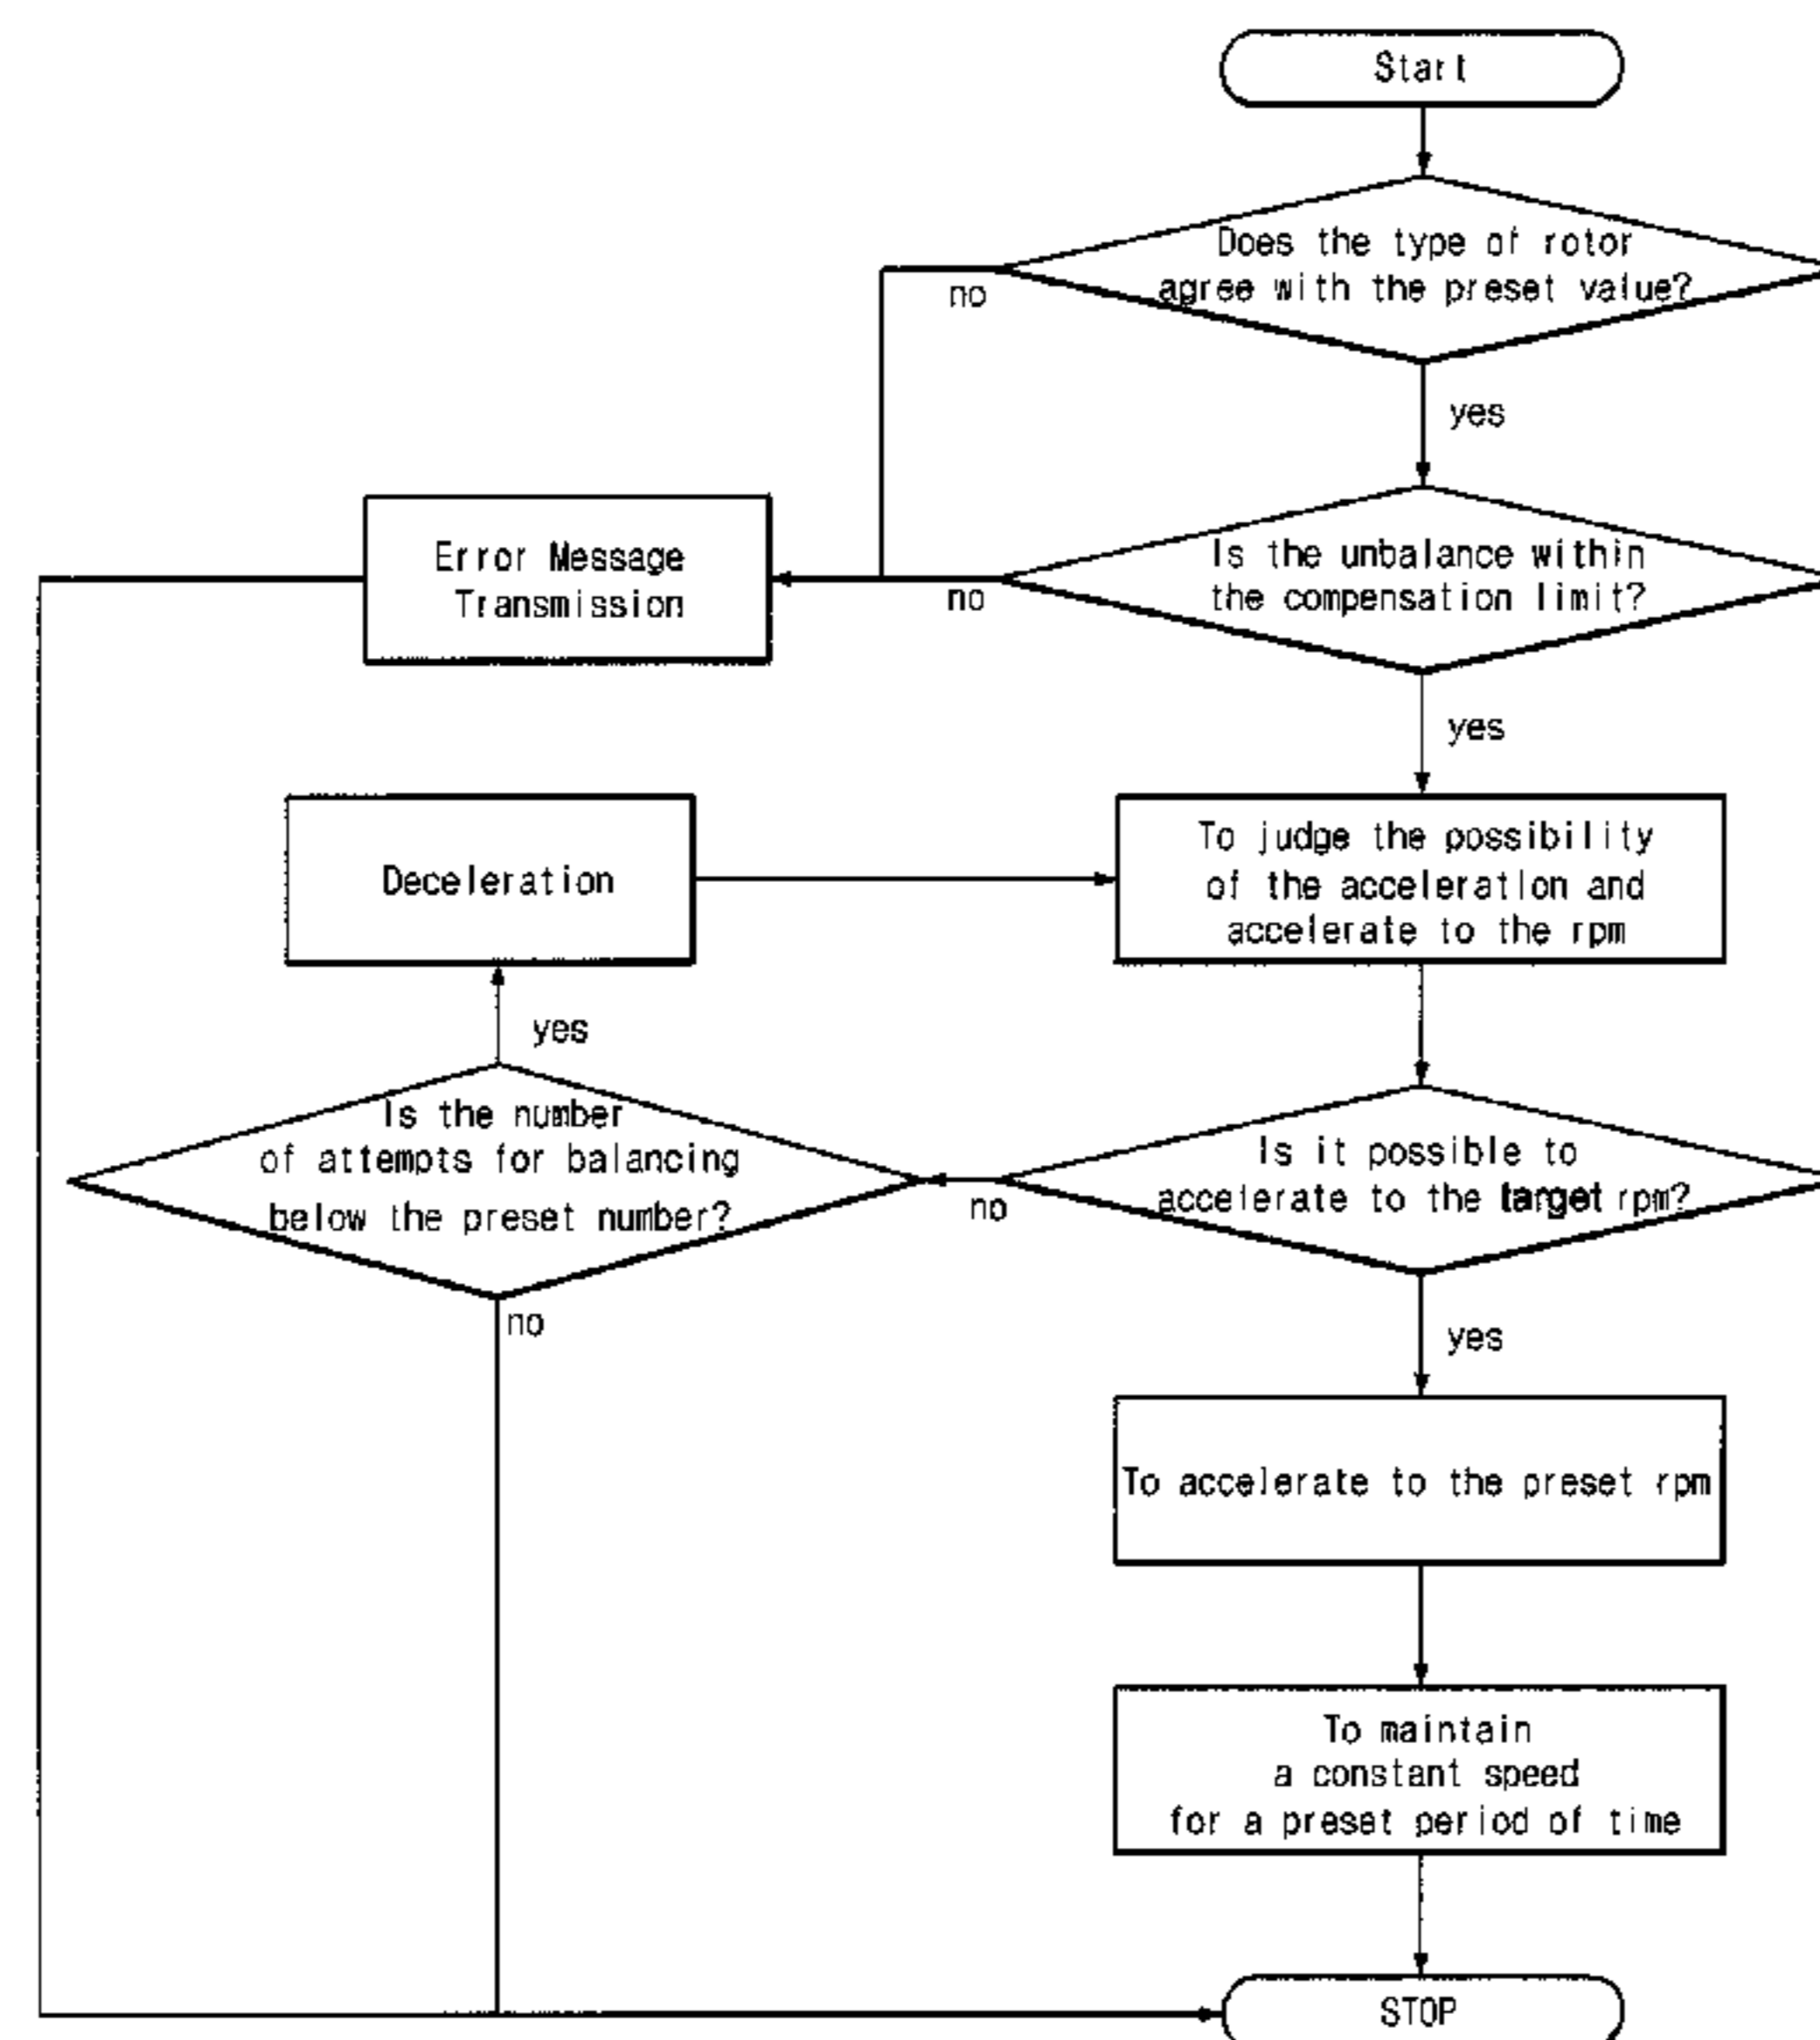 Start
Does the type of rotor
agree with the preset value?
no
yes
Is the unbalance within
the compensation limit?
no
Error Message
Transmission
yes
To judge the possibility
of the acceleration and
accelerate to the rpm
Deceleration
yes
Is the number
of attempts for balancing
below the preset number?
no
Is it possible to
accelerate to the target rpm?
no
yes
To accelerate to the preset rpm
To maintain
a constant speed
for a preset period of time
STOP